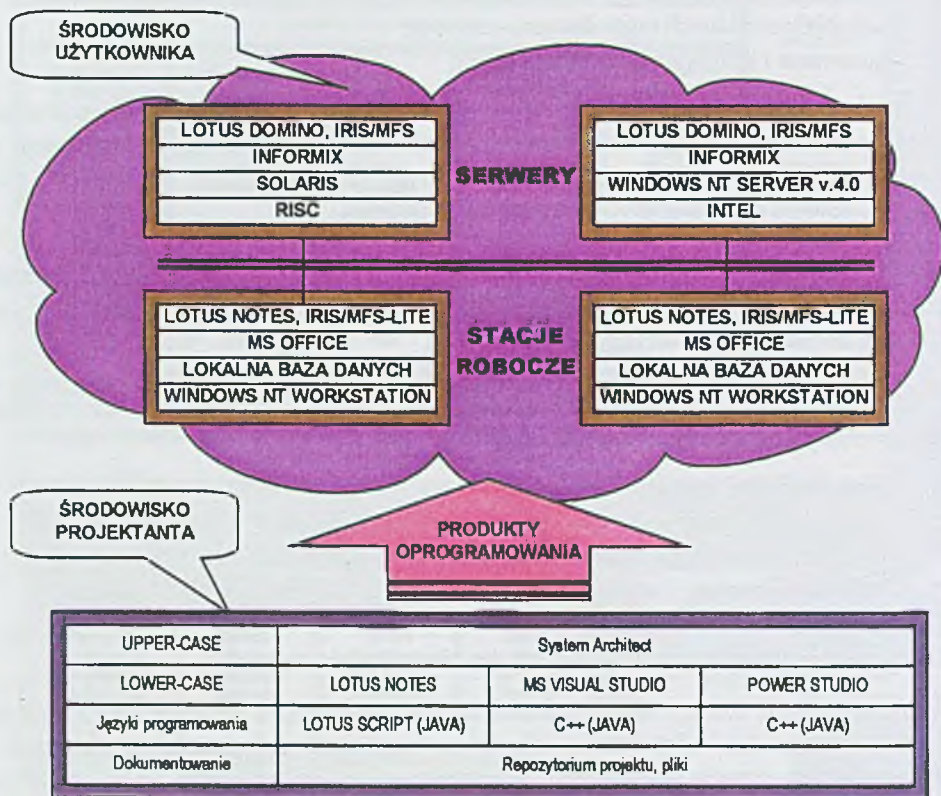 ŚRODOWISKO
UŻYTKOWNIKA
LOTUS DOMINO, IRIS/MFS
INFORMIX
SOLARIS
RISC
SERWERY
LOTUS DOMINO, IRIS/MFS
INFORMIX
WINDOWS NT SERVER v.4.0
INTEL
LOTUS NOTES, IRIS/MFS-LITE
MS OFFICE
LOKALNA BAZA DANYCH
WINDOWS NT WORKSTATION
STACJE
ROBOCZE
LOTUS NOTES, IRIS/MFS-LITE
MS OFFICE
LOKALNA BAZA DANYCH
WINDOWS NT WORKSTATION
ŚRODOWISKO
PROJEKTANTA
PRODUKTY
OPROGRAMOWANIA
UPPER-CASE System Architect
LOWER-CASE LOTUS NOTES MS VISUAL STUDIO POWER STUDIO
Języki programowania LOTUS SCRIPT (JAVA) C++ (JAVA) C++ (JAVA)
Dokumentowanie Repozytorium projektu, pliki